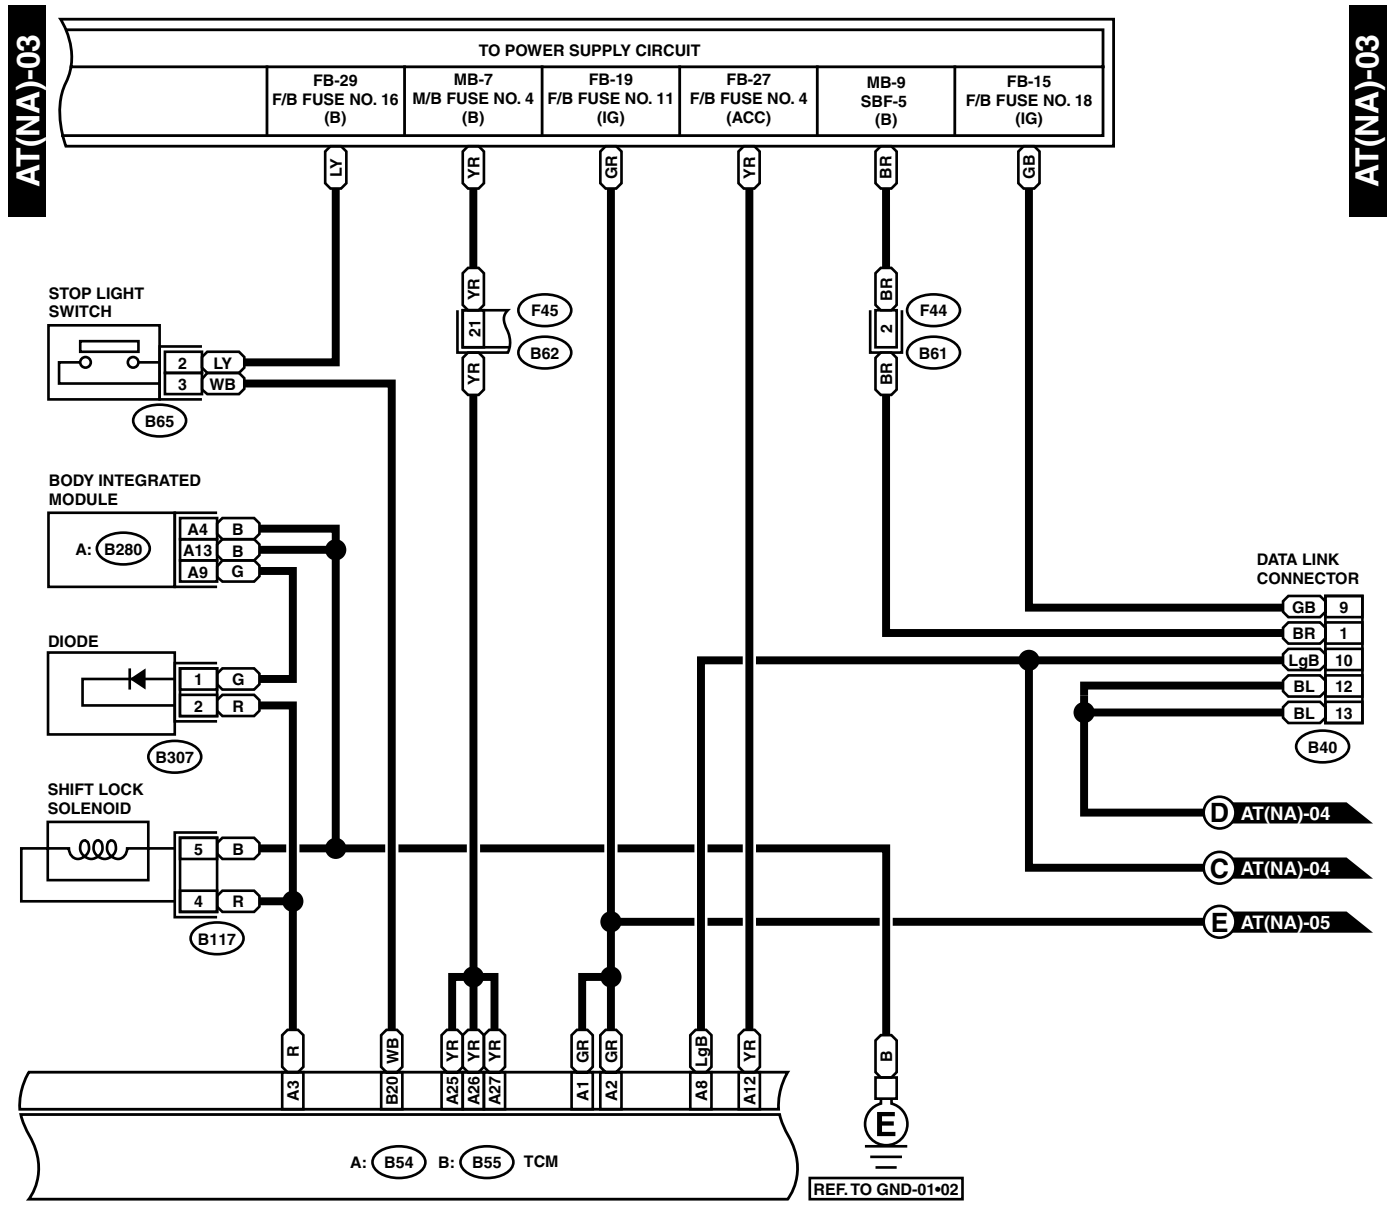 AT(NA)-03
AT(NA)-03
TO POWER SUPPLY CIRCUIT
FB-29
F/B FUSE NO. 16
(B)
MB-7
M/B FUSE NO. 4
(B)
FB-19
F/B FUSE NO. 11
(IG)
FB-27
F/B FUSE NO. 4
(ACC)
MB-9
SBF-5
(B)
FB-15
F/B FUSE NO. 18
(IG)
LY
YR
GR
YR
BR
GB
STOP LIGHT
SWITCH
2 LY
3 WB
B65
YR
21
YR
F45
B62
BR
2
BR
F44
B61
BODY INTEGRATED
MODULE
A: B280
A4 B
A13 B
A9 G
DIODE
1 G
2 R
B307
SHIFT LOCK
SOLENOID
5 B
4 R
B117
DATA LINK
CONNECTOR
GB 9
BR 1
LgB 10
BL 12
BL 13
B40
D AT(NA)-04
C AT(NA)-04
E AT(NA)-05
R
WB
YR
YR
YR
GR
GR
LgB
YR
B
A3
B20
A25
A26
A27
A1
A2
A8
A12
E
A: B54 B: B55 TCM
REF. TO GND-01•02